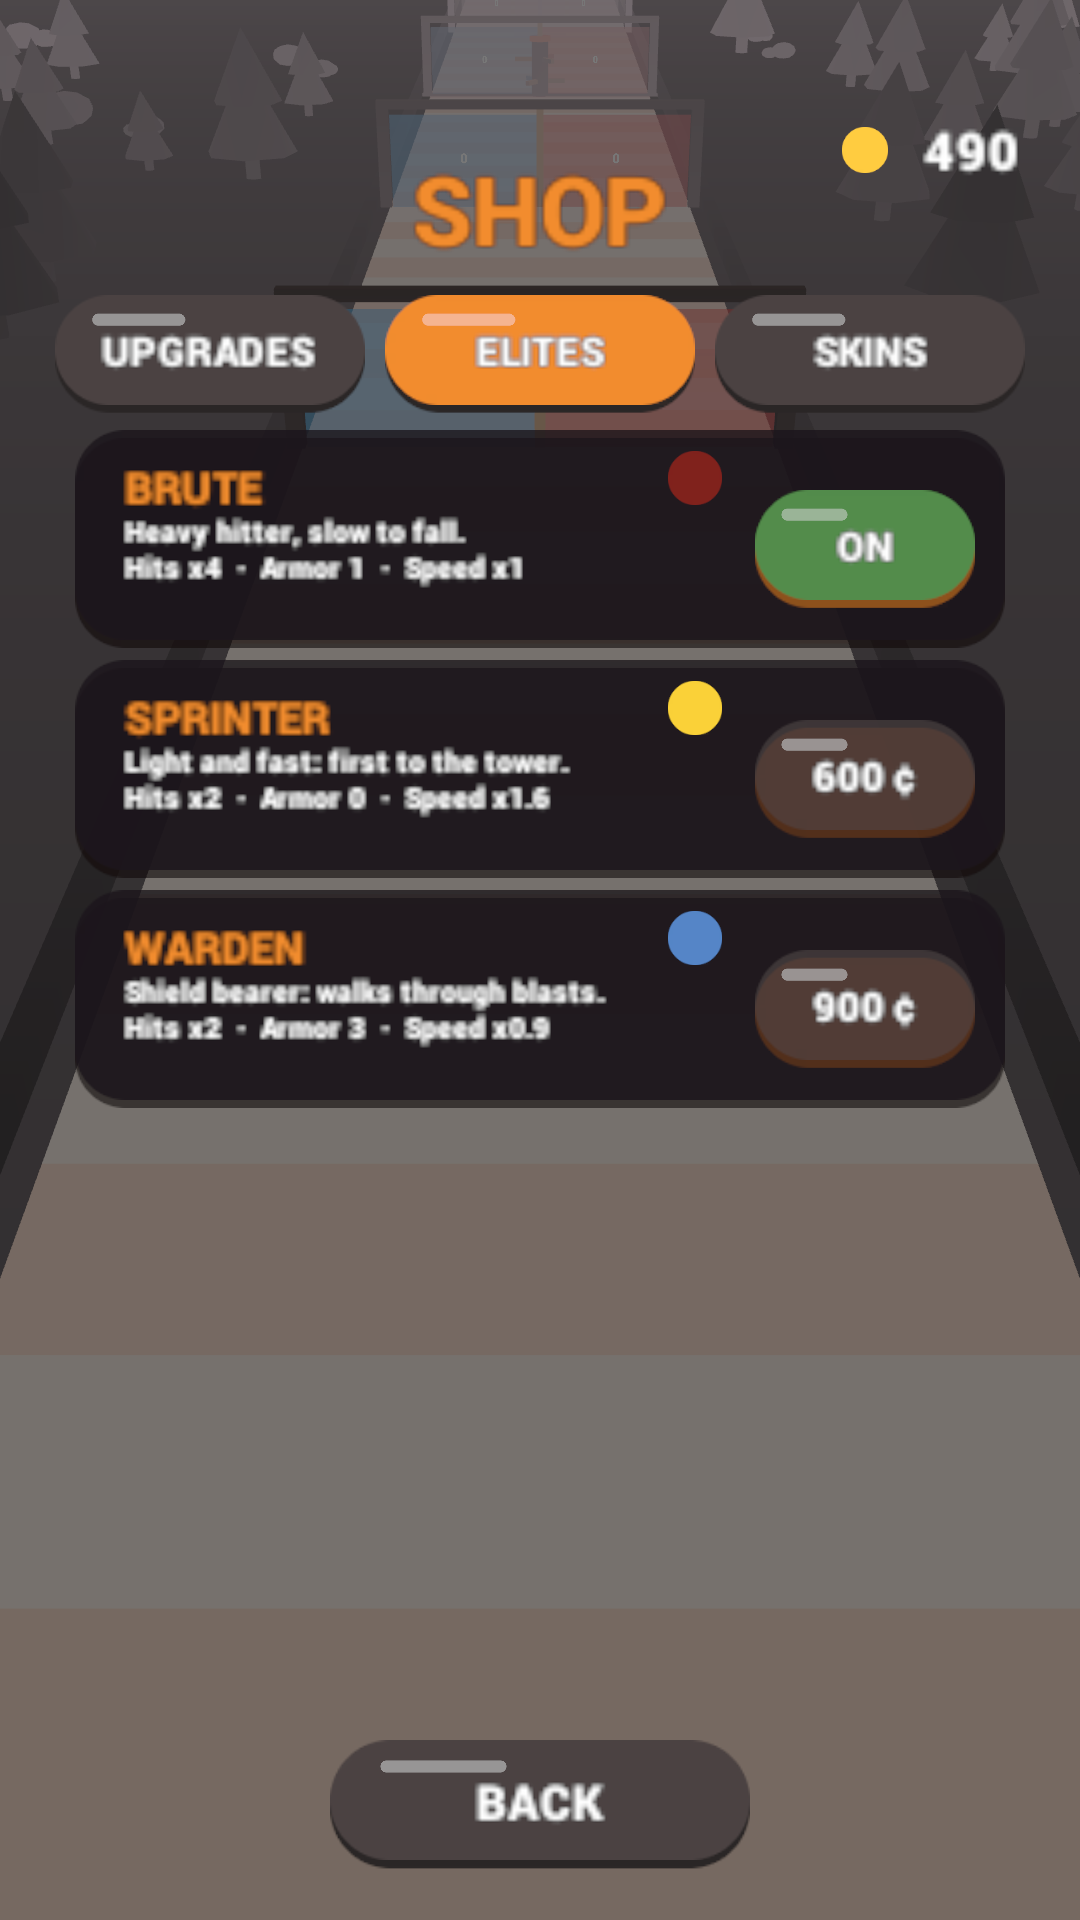 490
SHOP
UPGRADES ELITES SKINS
BRUTE
Heavy hitter, slow to fall.
Hits x4 · Armor 1 · Speed x1
ON
SPRINTER
Light and fast: first to the tower.
Hits x2 · Armor 0 · Speed x1.6
600 ¢
WARDEN
Shield bearer: walks through blasts.
Hits x2 · Armor 3 · Speed x0.9
900 ¢
BACK